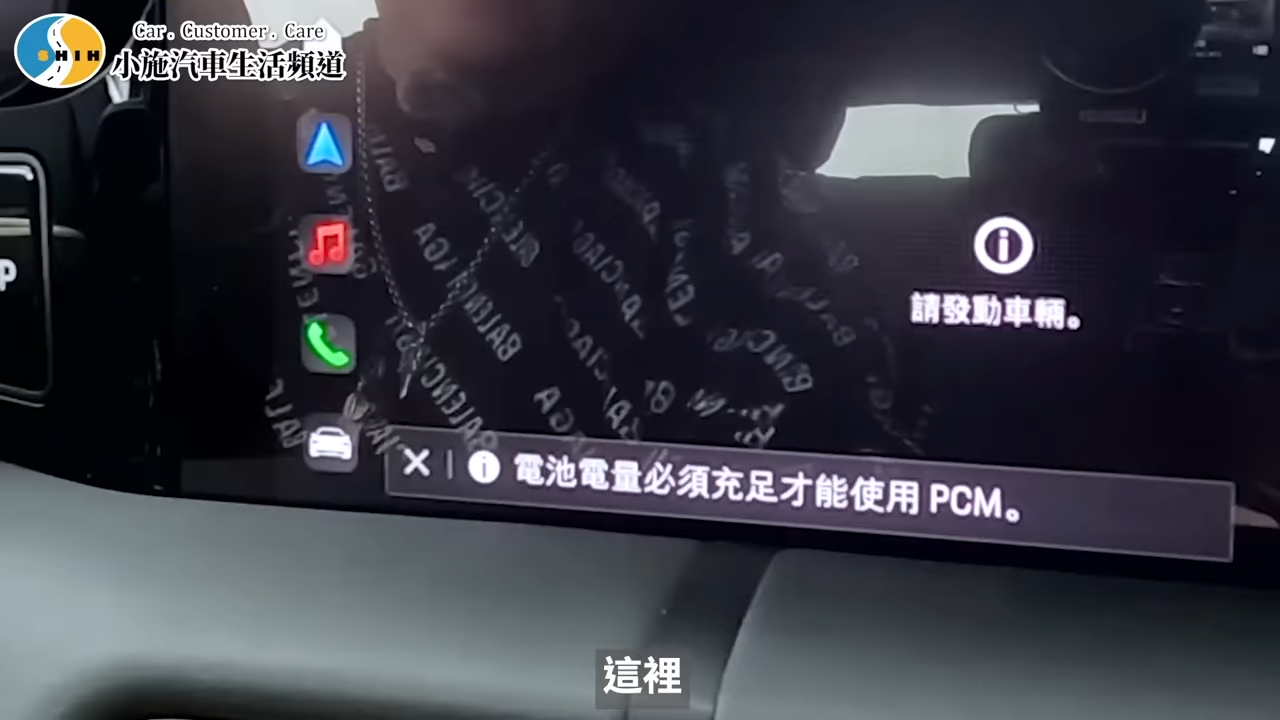 Car. Customer. Care
SHIH
小施汽車生活頻道
P
請發動車輛。
電池電量必須充足才能使用 PCM。
這裡